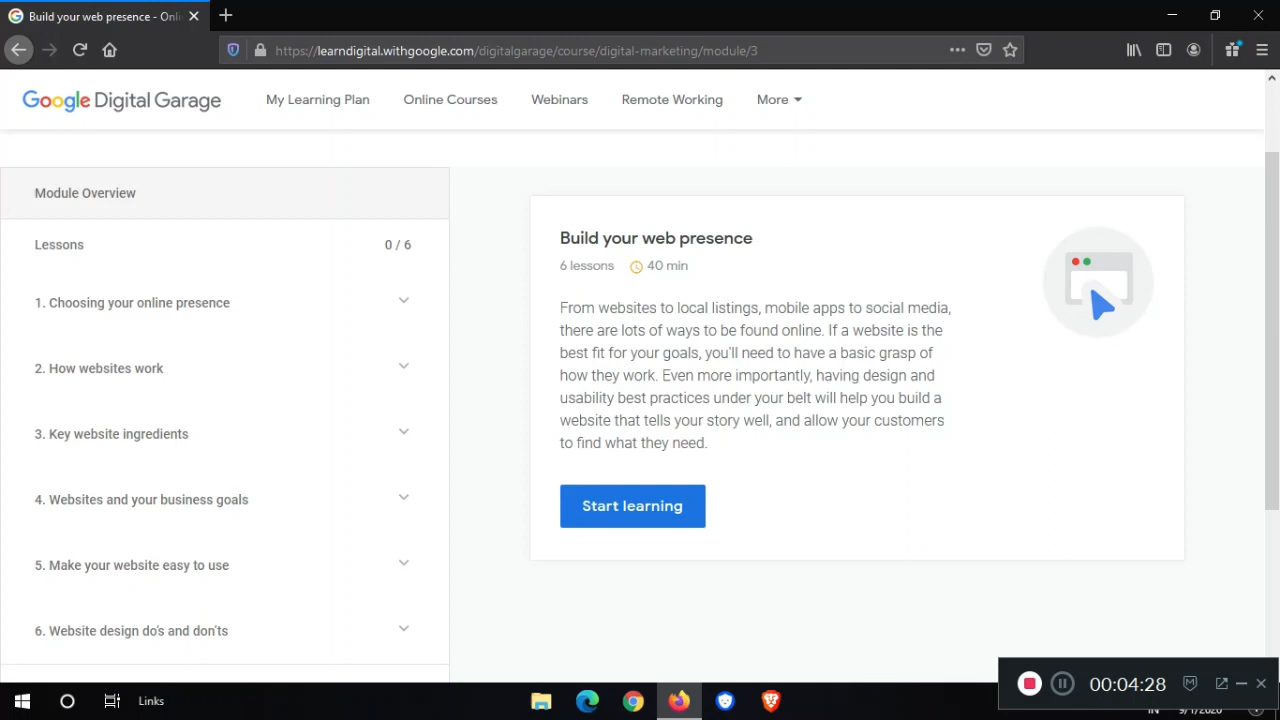 Build your web presence - Onli
https://learndigital.withgoogle.com/digitalgarage/course/digital-marketing/module/3
Google Digital Garage
My Learning Plan
Online Courses
Webinars
Remote Working
More
Module Overview
Lessons 0 / 6
1. Choosing your online presence
2. How websites work
3. Key website ingredients
4. Websites and your business goals
5. Make your website easy to use
6. Website design do's and don'ts
Build your web presence
6 lessons 40 min
From websites to local listings, mobile apps to social media,
there are lots of ways to be found online. If a website is the
best fit for your goals, you'll need to have a basic grasp of
how they work. Even more importantly, having design and
usability best practices under your belt will help you build a
website that tells your story well, and allow your customers
to find what they need.
Start learning
00:04:28
Links
IN 9/1/2020